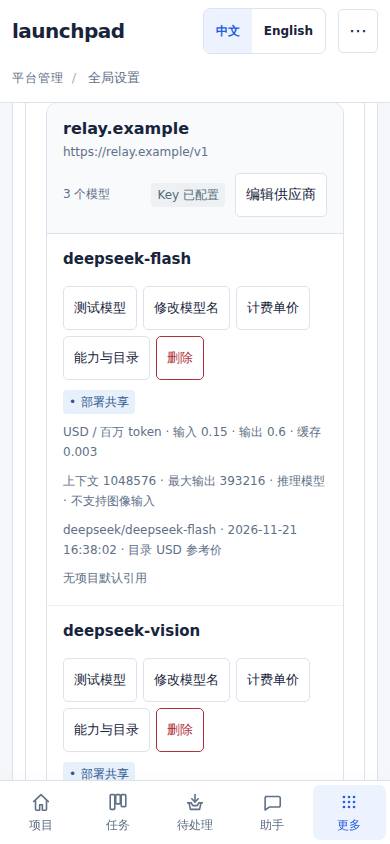 launchpad
中文 English ···
平台管理 / 全局设置
relay.example
https://relay.example/v1
3 个模型 Key 已配置 编辑供应商
deepseek-flash
测试模型 修改模型名 计费单价
能力与目录 删除
• 部署共享
USD / 百万 token · 输入 0.15 · 输出 0.6 · 缓存
0.003
上下文 1048576 · 最大输出 393216 · 推理模型
· 不支持图像输入
deepseek/deepseek-flash · 2026-11-21
16:38:02 · 目录 USD 参考价
无项目默认引用
deepseek-vision
测试模型 修改模型名 计费单价
能力与目录 删除
• 部署共享
项目 任务 待处理 助手 更多